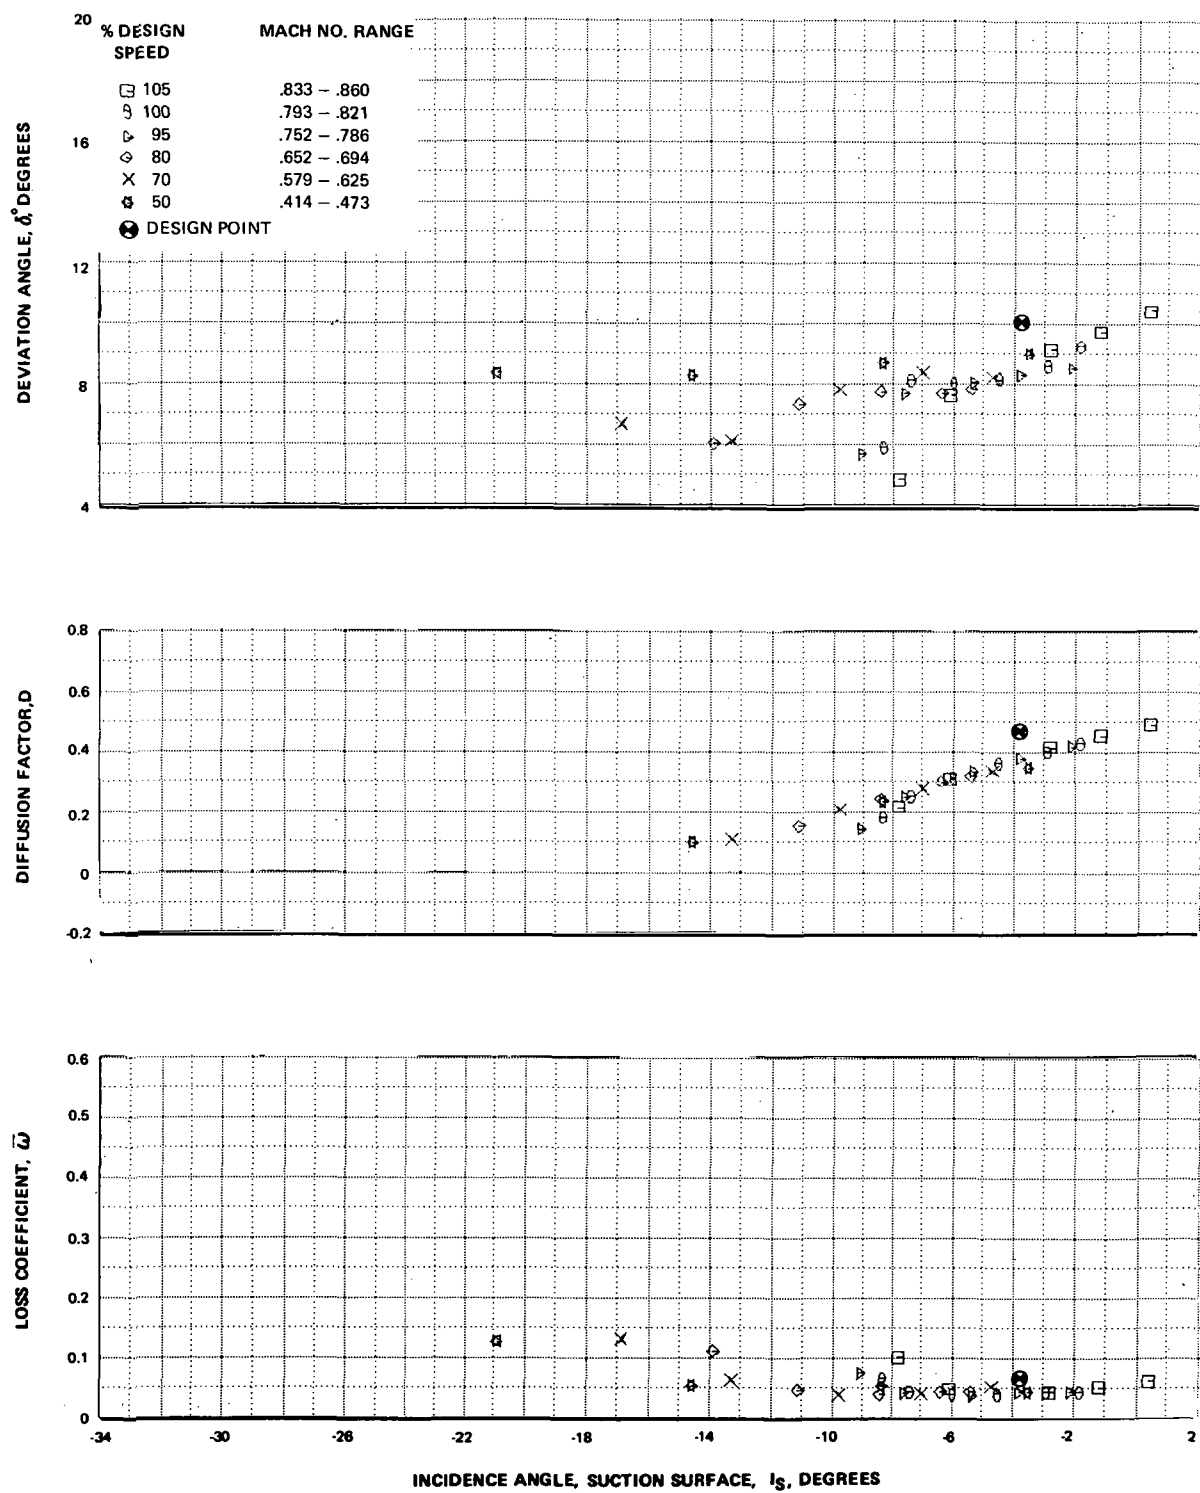 20
% DESIGN SPEED MACH NO. RANGE
105 .833 – .860
100 .793 – .821
95 .752 – .786
80 .652 – .694
70 .579 – .625
50 .414 – .473
DESIGN POINT
16
12
8
4
DEVIATION ANGLE, δ° DEGREES
0.8
0.6
0.4
0.2
0
-0.2
DIFFUSION FACTOR, D
0.6
0.5
0.4
0.3
0.2
0.1
0
LOSS COEFFICIENT, ω̅
-34 -30 -26 -22 -18 -14 -10 -6 -2 2
INCIDENCE ANGLE, SUCTION SURFACE, IS, DEGREES